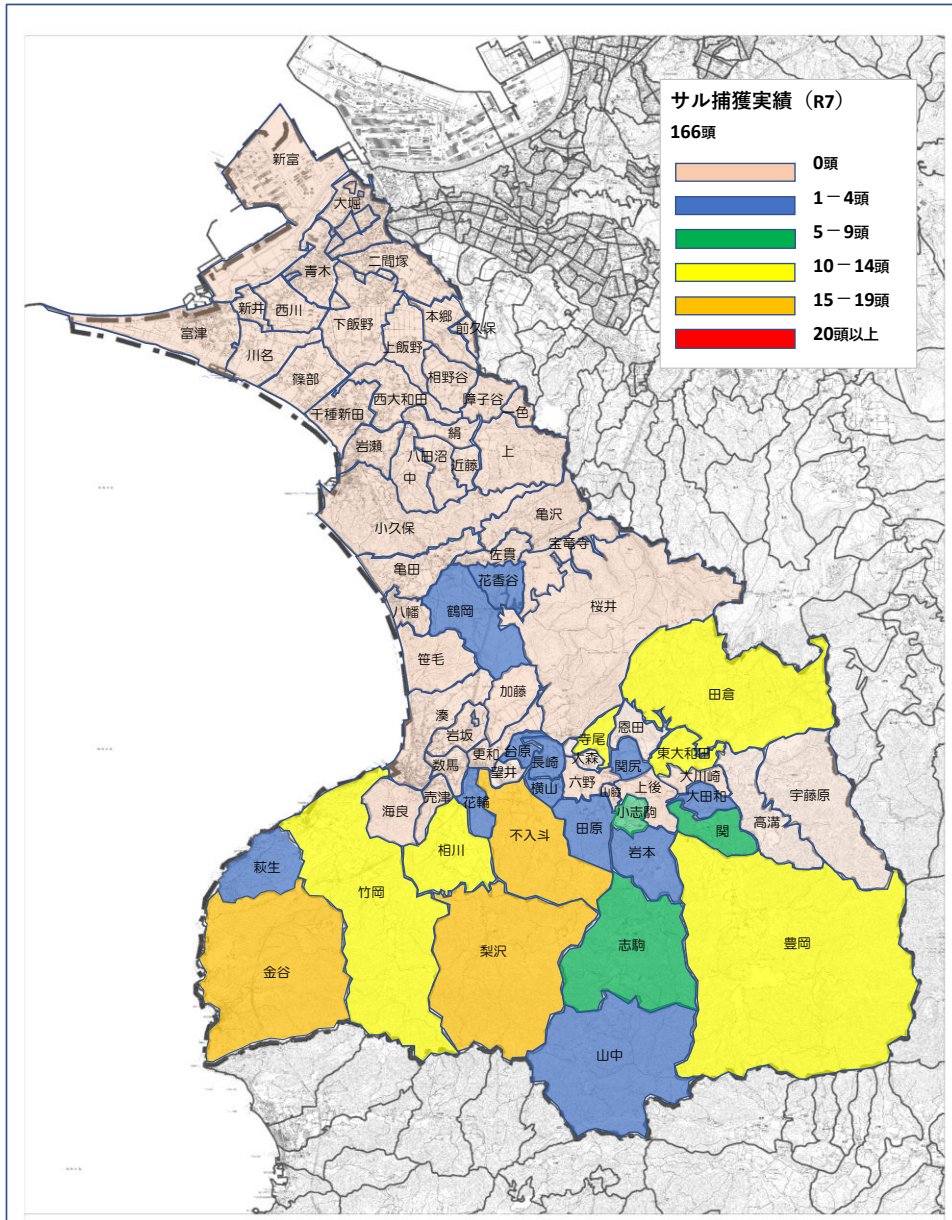 サル捕獲実績（R7）
166頭
0頭
1－4頭
5－9頭
10－14頭
15－19頭
20頭以上
新富
大堀
二間塚
青木
新井
西川
富津
下飯野
本郷
前久保
川名
上飯野
篠部
相野谷
西大和田
障子谷
一色
千種新田
絹
岩瀬
八田沼
近藤
上
中
小久保
亀沢
宝竜寺
佐貫
亀田
花香谷
桜井
八幡
鶴岡
笹毛
加藤
田倉
湊
恩田
岩坂
寺尾
東大和田
更和
台原
長崎
大森
関尻
数馬
望井
大川崎
宇藤原
六野
上後
売津
花輪
横山
山脇
大田和
海良
小志駒
高溝
不入斗
田原
関
相川
岩本
萩生
竹岡
豊岡
梨沢
志駒
金谷
山中